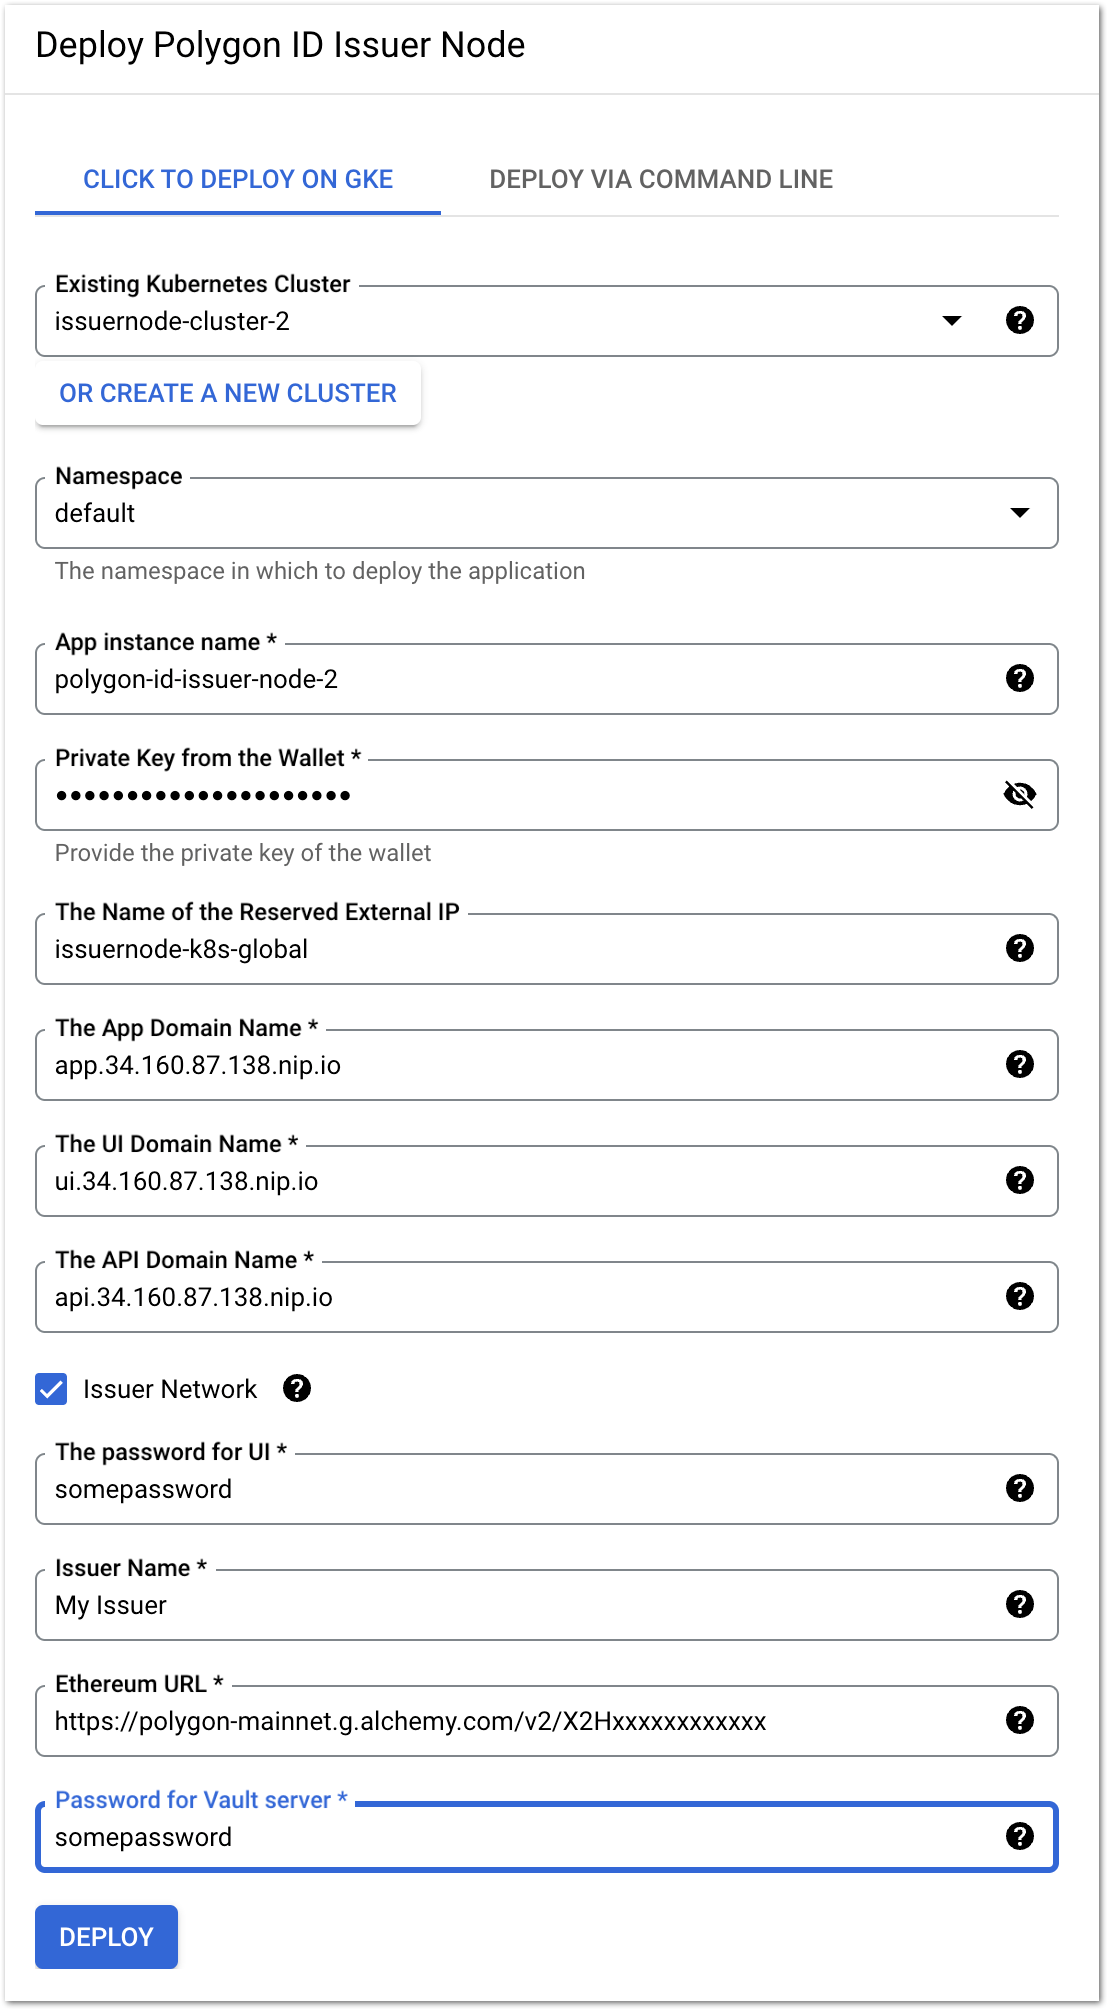 Deploy Polygon ID Issuer Node
CLICK TO DEPLOY ON GKE
DEPLOY VIA COMMAND LINE
Existing Kubernetes Cluster
issuernode-cluster-2
OR CREATE A NEW CLUSTER
Namespace
default
The namespace in which to deploy the application
App instance name *
polygon-id-issuer-node-2
Private Key from the Wallet *
•••••••••••••••••••••
Provide the private key of the wallet
The Name of the Reserved External IP
issuernode-k8s-global
The App Domain Name *
app.34.160.87.138.nip.io
The UI Domain Name *
ui.34.160.87.138.nip.io
The API Domain Name *
api.34.160.87.138.nip.io
Issuer Network
The password for UI *
somepassword
Issuer Name *
My Issuer
Ethereum URL *
https://polygon-mainnet.g.alchemy.com/v2/X2Hxxxxxxxxxxxx
Password for Vault server *
somepassword
DEPLOY